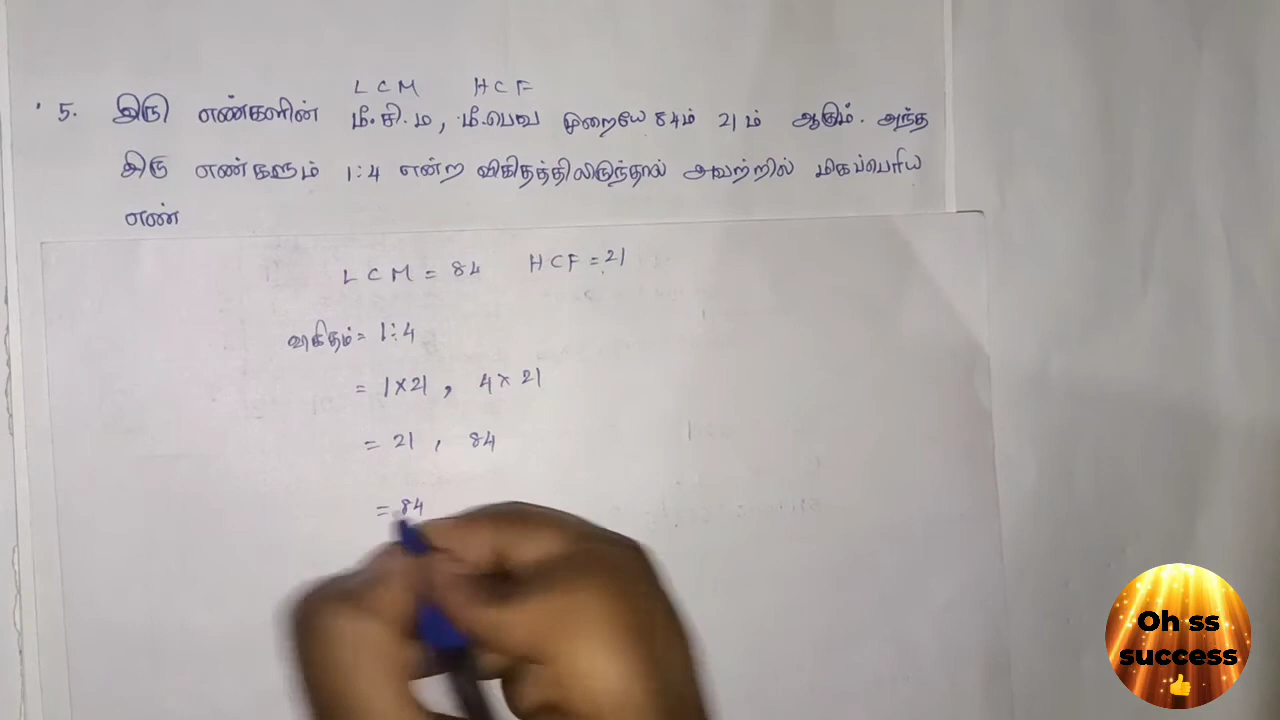 LCM HCF
5. இரு எண்களின் மீ.சி.ம, மீ.பெவ முறையே 84ம் 21ம் ஆகும். அந்த
இரு எண்களும் 1:4 என்ற விகிதத்திலிருந்தால் அவற்றில் மிகப்பெரிய
எண்
LCM = 84 HCF = 21
விகிதம் = 1:4
= 1×21, 4×21
= 21, 84
= 84
Oh ss
success